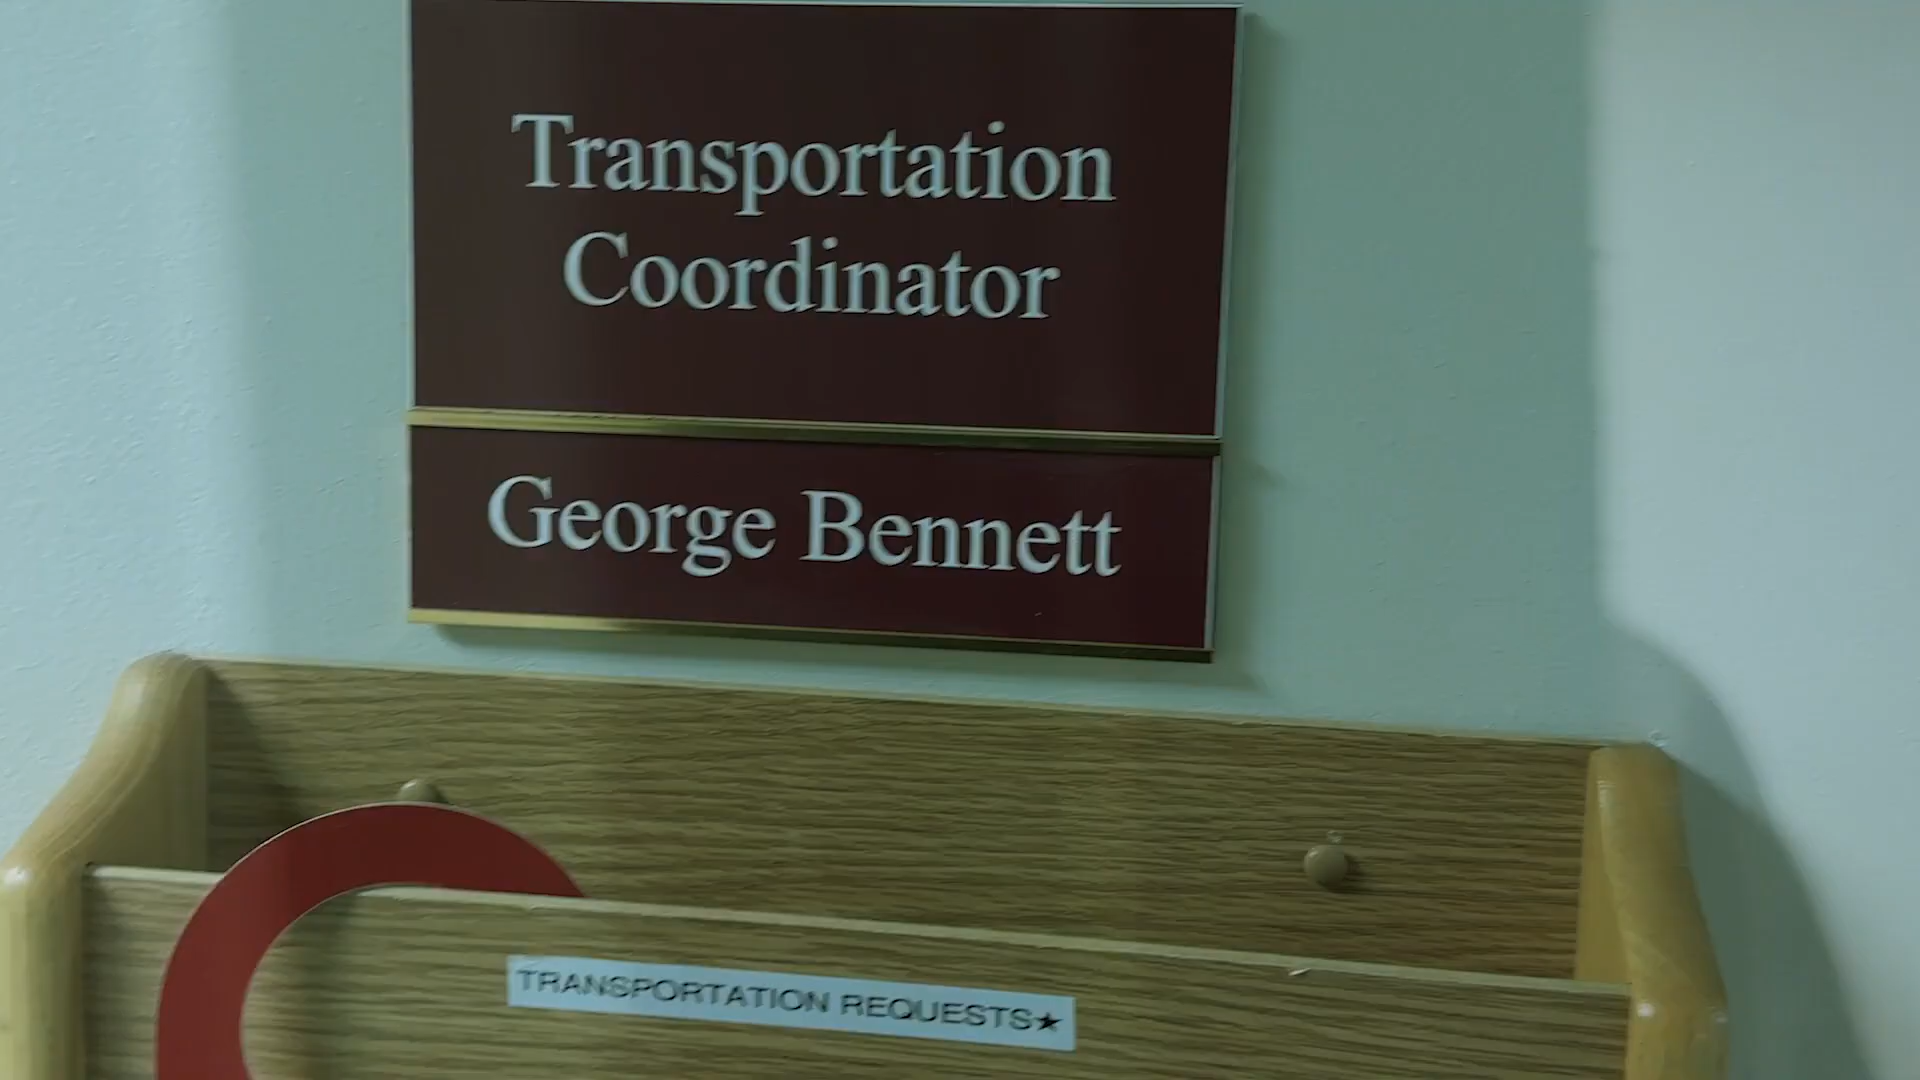 Transportation
Coordinator
George Bennett
TRANSPORTATION REQUESTS★